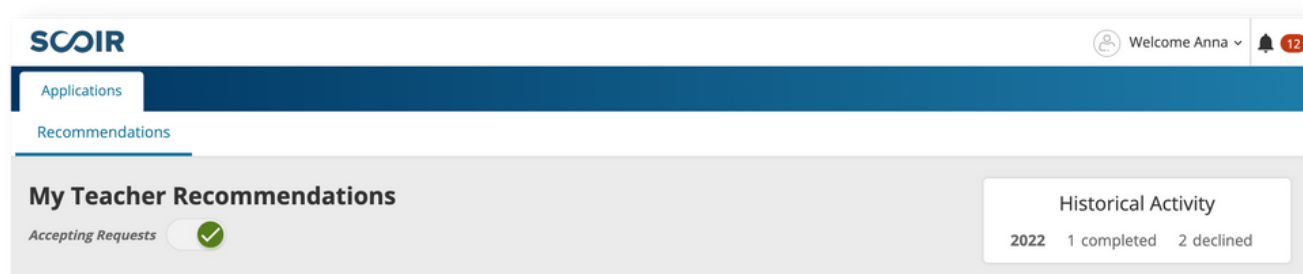 SCOIR
Welcome Anna
12
Applications
Recommendations
My Teacher Recommendations
Accepting Requests
Historical Activity
2022 1 completed 2 declined